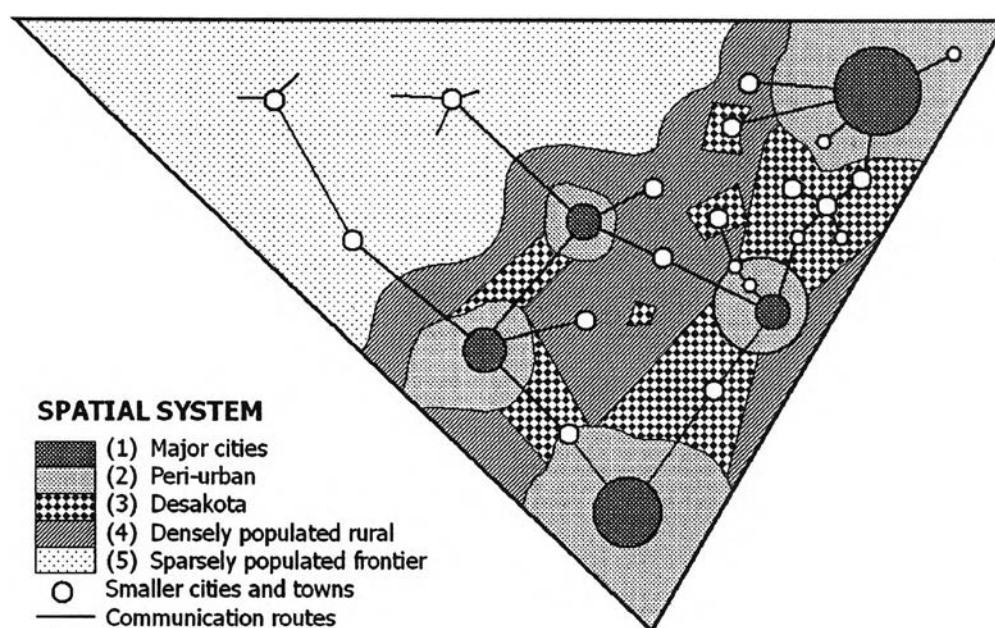 SPATIAL SYSTEM
(1) Major cities
(2) Peri-urban
(3) Desakota
(4) Densely populated rural
(5) Sparsely populated frontier
Smaller cities and towns
Communication routes